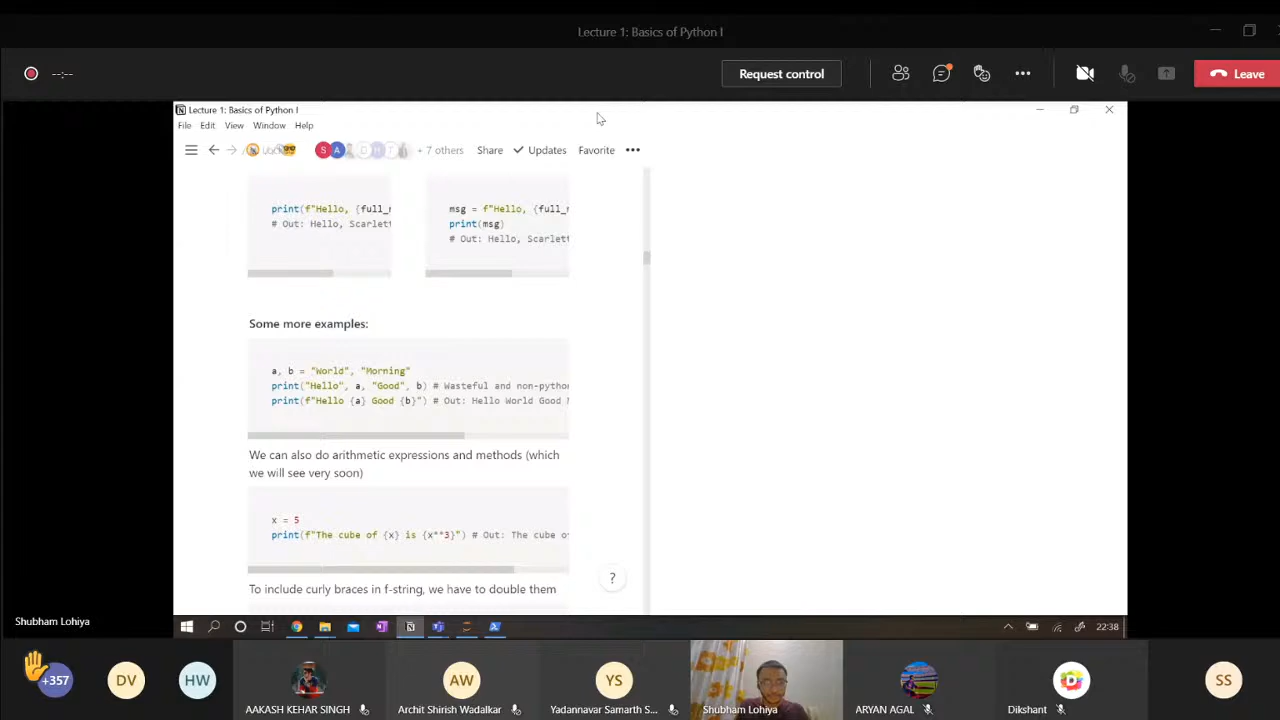 Lecture 1: Basics of Python I
--:--
Request control
Leave
Lecture 1: Basics of Python I
File Edit View Window Help
S A + 7 others Share Updates Favorite
print(f"Hello, {full_
# Out: Hello, Scarlett
msg = f"Hello, {full_
print(msg)
# Out: Hello, Scarlett
Some more examples:
a, b = "World", "Morning"
print("Hello", a, "Good", b) # Wasteful and non-python
print(f"Hello {a} Good {b}") # Out: Hello World Good
We can also do arithmetic expressions and methods (which
we will see very soon)
x = 5
print(f"The cube of {x} is {x**3}") # Out: The cube of
To include curly braces in f-string, we have to double them
?
Shubham Lohiya
22:38
+357
DV
HW
AAKASH KEHAR SINGH
AW
Archit Shirish Wadalkar
YS
Yadannavar Samarth S...
Shubham Lohiya
ARYAN AGAL
Dikshant
SS